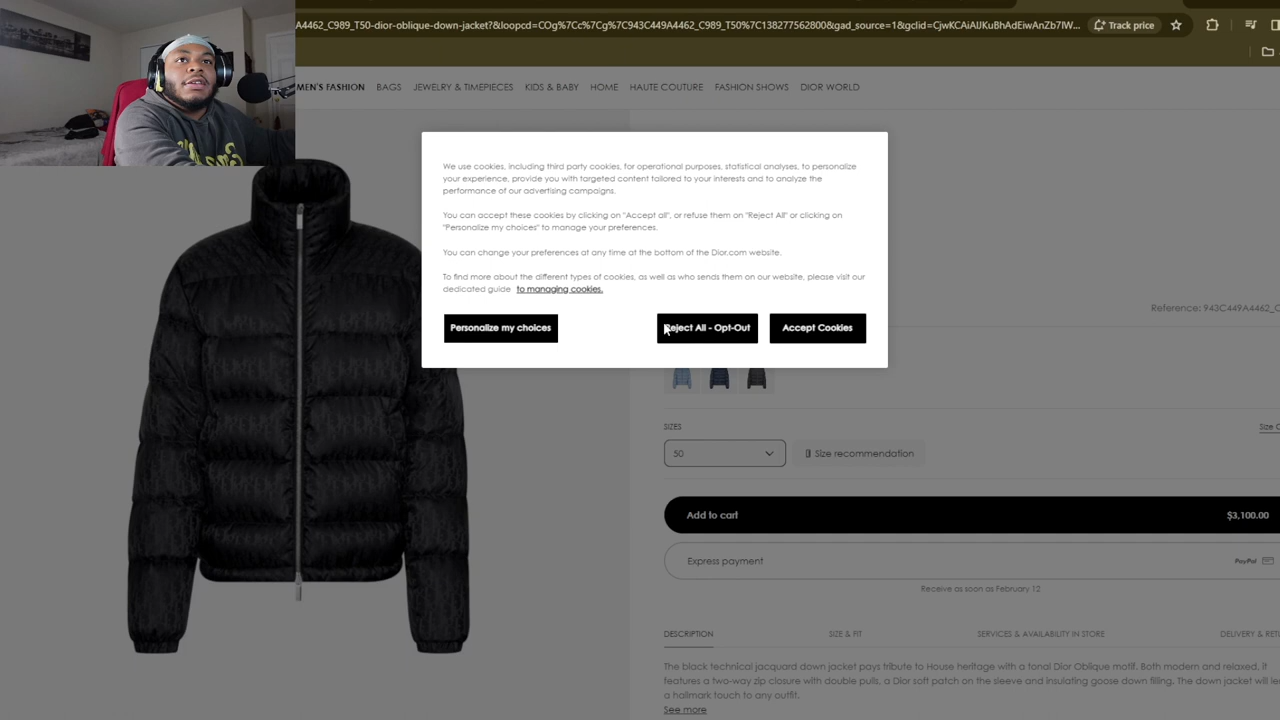 A4462_C989_T50-dior-oblique-down-jacket?&loopcd=COg%7Cc%7Cg%7C943C449A4462_C989_T50%7C138277562800&gad_source=1&gclid=CjwKCAiAlJKuBhAdEiwAnZb7lW...
Track price
MEN'S FASHION BAGS JEWELRY & TIMEPIECES KIDS & BABY HOME HAUTE COUTURE FASHION SHOWS DIOR WORLD
We use cookies, including third party cookies, for operational purposes, statistical analyses, to personalize
your experience, provide you with targeted content tailored to your interests and to analyze the
performance of our advertising campaigns.
You can accept these cookies by clicking on "Accept all", or refuse them on "Reject All" or clicking on
"Personalize my choices" to manage your preferences.
You can change your preferences at any time at the bottom of the Dior.com website.
To find more about the different types of cookies, as well as who sends them on our website, please visit our
dedicated guide to managing cookies.
Personalize my choices
Reject All - Opt-Out
Accept Cookies
Reference: 943C449A4462_C
SIZES
Size
50
Size recommendation
Add to cart $3,100.00
Express payment PayPal
Receive as soon as February 12
DESCRIPTION SIZE & FIT SERVICES & AVAILABILITY IN STORE DELIVERY & RET
The black technical jacquard down jacket pays tribute to House heritage with a tonal Dior Oblique motif. Both modern and relaxed, it
features a two-way zip closure with double pulls, a Dior soft patch on the sleeve and insulating goose down filling. The down jacket will le
a hallmark touch to any outfit.
See more